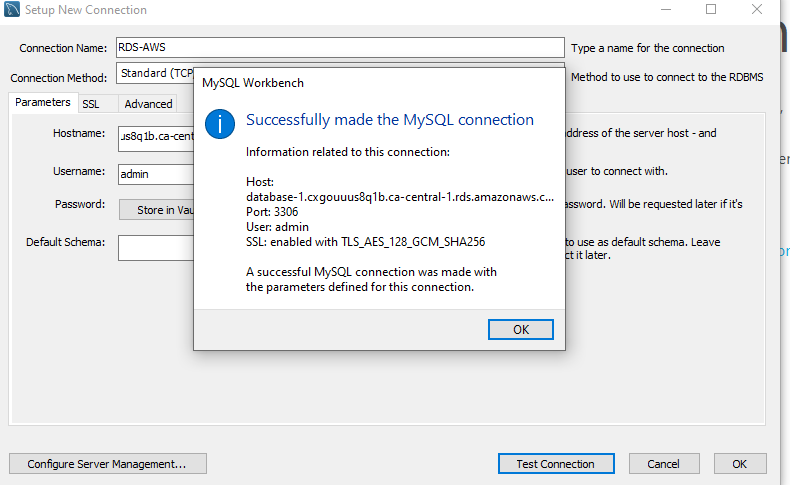 Setup New Connection
Connection Name: RDS-AWS Type a name for the connection
Connection Method: Standard (TCP Method to use to connect to the RDBMS
MySQL Workbench
Parameters SSL Advanced
Successfully made the MySQL connection
Hostname: us8q1b.ca-cent address of the server host - and
Information related to this connection:
Username: admin user to connect with.
Host:
database-1.cxgouuus8q1b.ca-central-1.rds.amazonaws.c...
Password: Store in Vau assword. Will be requested later if it's
Port: 3306
User: admin
Default Schema: to use as default schema. Leave
SSL: enabled with TLS_AES_128_GCM_SHA256
ct it later.
A successful MySQL connection was made with
the parameters defined for this connection.
OK
Configure Server Management... Test Connection Cancel OK